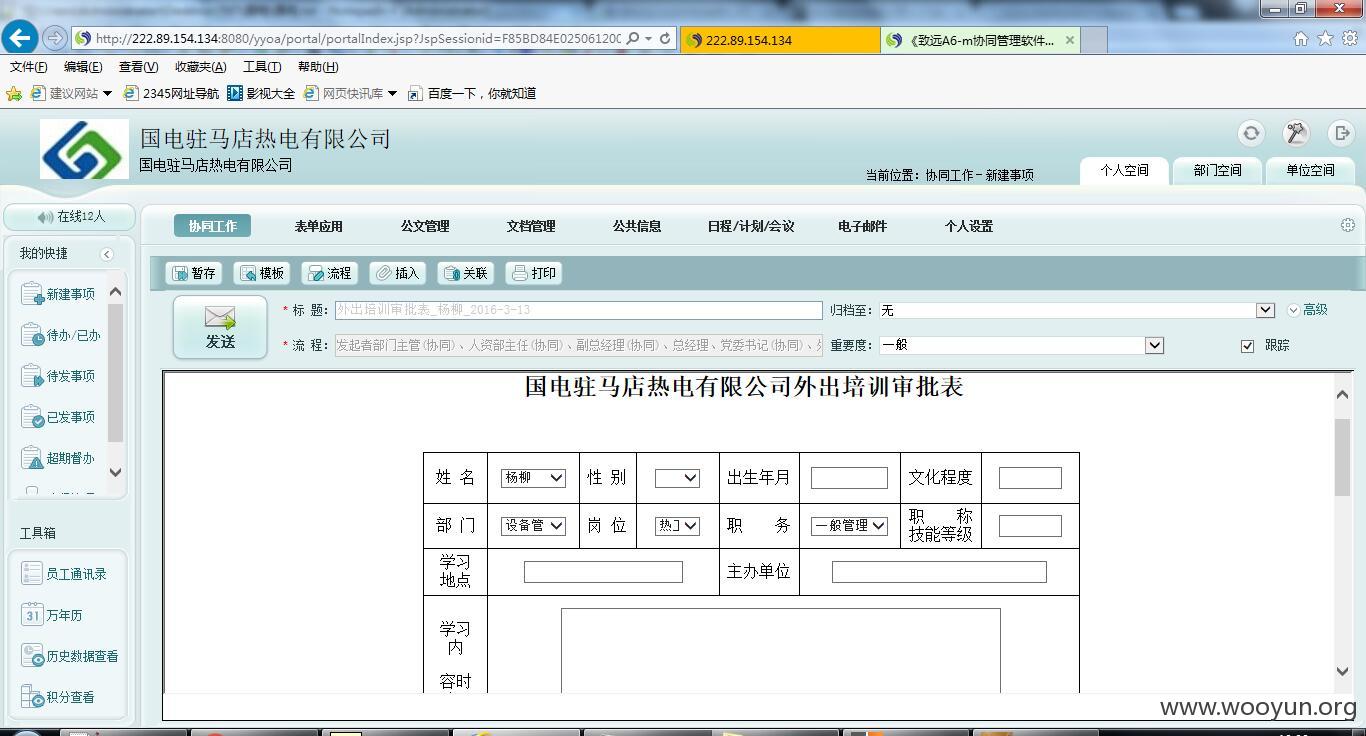 http://222.89.154.134:8080/yyoa/portal/portalIndex.jsp?JspSessionid=F85BD84E02506120
222.89.154.134
《致远A6-m协同管理软件...
文件(F) 编辑(E) 查看(V) 收藏夹(A) 工具(T) 帮助(H)
建议网站 2345网址导航 影视大全 网页快讯库 百度一下，你就知道
国电驻马店热电有限公司
国电驻马店热电有限公司
当前位置：协同工作-新建事项
个人空间 部门空间 单位空间
在线12人
协同工作 表单应用 公文管理 文档管理 公共信息 日程/计划/会议 电子邮件 个人设置
我的快捷
暂存 模板 流程 插入 关联 打印
新建事项
待办/已办
待发事项
已发事项
超期督办
工具箱
员工通讯录
31 万年历
历史数据查看
积分查看
发送
* 标 题： 外出培训审批表_杨柳_2016-3-13 归档至： 无 高级
* 流 程： 发起者部门主管(协同)、人资部主任(协同)、副总经理(协同)、总经理、党委书记(协同)、 重要度： 一般 跟踪
国电驻马店热电有限公司外出培训审批表
姓 名 杨柳 性 别 出生年月 文化程度
部 门 设备管 岗 位 热工 职 务 一般管理 职 称
技能等级
学习
地点 主办单位
学习
内
容时
www.wooyun.org